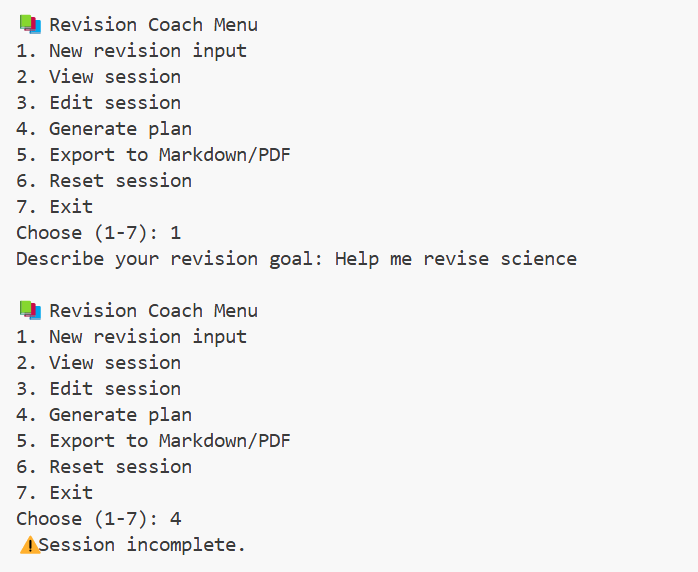 📚 Revision Coach Menu
1. New revision input
2. View session
3. Edit session
4. Generate plan
5. Export to Markdown/PDF
6. Reset session
7. Exit
Choose (1-7): 1
Describe your revision goal: Help me revise science
📚 Revision Coach Menu
1. New revision input
2. View session
3. Edit session
4. Generate plan
5. Export to Markdown/PDF
6. Reset session
7. Exit
Choose (1-7): 4
⚠️Session incomplete.